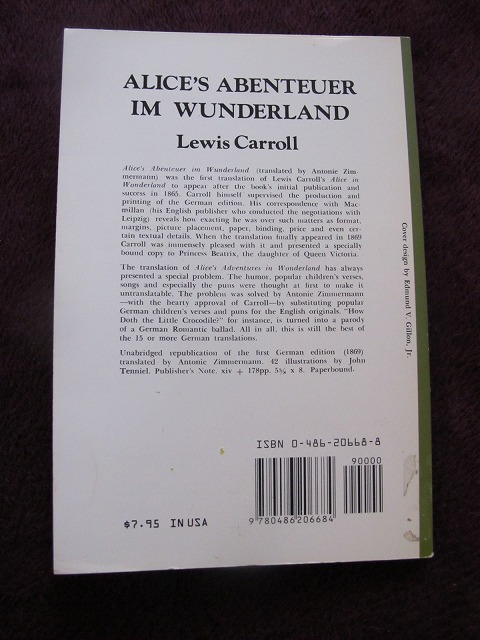 ALICE'S ABENTEUER
IM WUNDERLAND
Lewis Carroll
Alice's Abenteuer im Wunderland (translated by Antonie Zim-
mermann) was the first translation of Lewis Carroll's Alice in
Wonderland to appear after the book's initial publication and
success in 1865. Carroll himself supervised the production and
printing of the German edition. His correspondence with Mac-
millan (his English publisher who conducted the negotiations with
Leipzig) reveals how exacting he was over such matters as format,
margins, picture placement, paper, binding, price and even cer-
tain textual details. When the translation finally appeared in 1869
Carroll was immensely pleased with it and presented a specially
bound copy to Princess Beatrix, the daughter of Queen Victoria.
The translation of Alice's Adventures in Wonderland has always
presented a special problem. The humor, popular children's verses,
songs and especially the puns were thought at first to make it
untranslatable. The problem was solved by Antonie Zimmermann
—with the hearty approval of Carroll—by substituting popular
German children's verses and puns for the English originals. "How
Doth the Little Crocodile?" for instance, is turned into a parody
of a German Romantic ballad. All in all, this is still the best of
the 15 or more German translations.
Unabridged republication of the first German edition (1869)
translated by Antonie Zimmermann. 42 illustrations by John
Tenniel. Publisher's Note. xiv + 178pp. 5⅜ x 8. Paperbound.
Cover design by Edmund V. Gillon, Jr.
ISBN 0-486-20668-8
90000
9 780486 206684
$7.95 IN USA